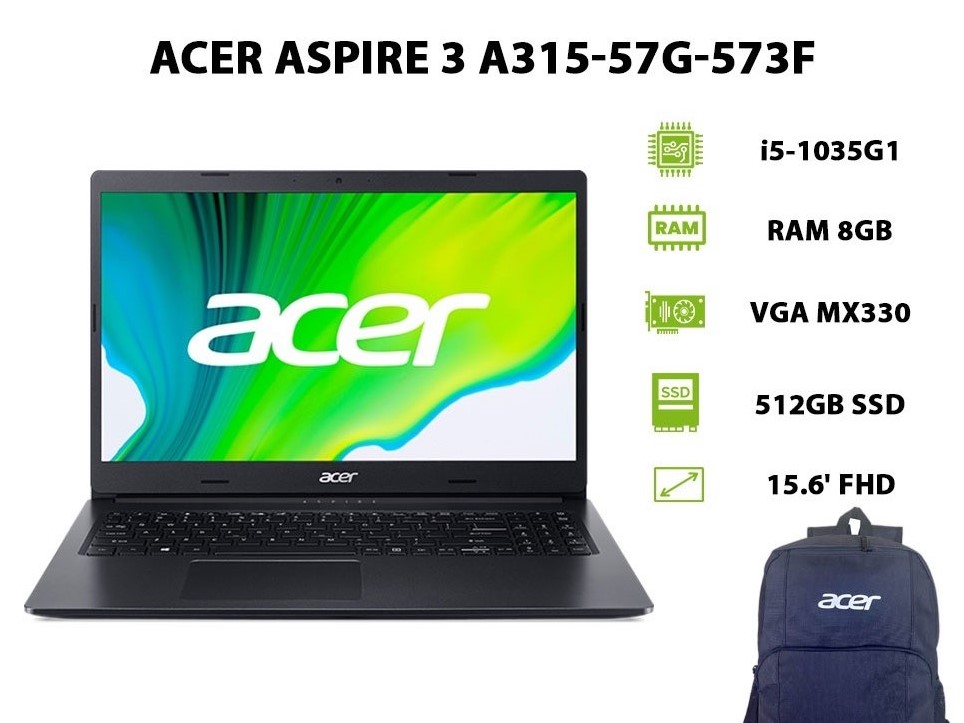 ACER ASPIRE 3 A315-57G-573F
i5-1035G1
RAM
RAM 8GB
acer
VGA MX330
SSD
512GB SSD
acer
15.6' FHD
acer